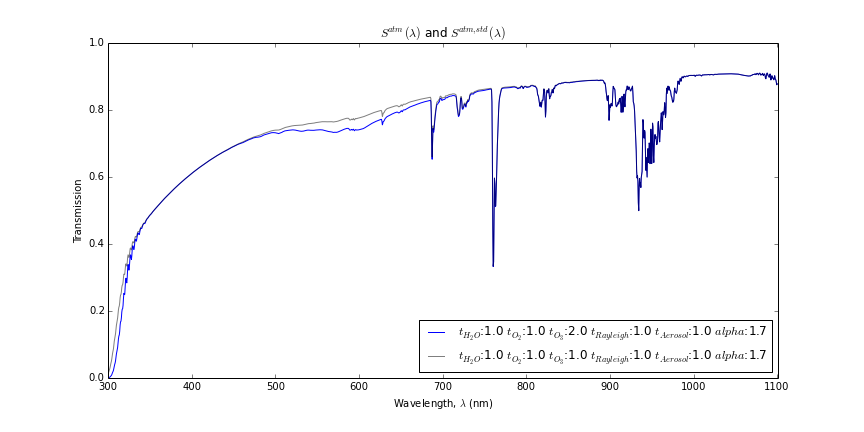 S^{atm}(λ) and S^{atm,std}(λ)
1.0
0.8
0.6
0.4
0.2
0.0
Transmission
t_{H_2O}:1.0 t_{O_2}:1.0 t_{O_3}:2.0 t_{Rayleigh}:1.0 t_{Aerosol}:1.0 alpha:1.7
t_{H_2O}:1.0 t_{O_2}:1.0 t_{O_3}:1.0 t_{Rayleigh}:1.0 t_{Aerosol}:1.0 alpha:1.7
300 400 500 600 700 800 900 1000 1100
Wavelength, λ (nm)